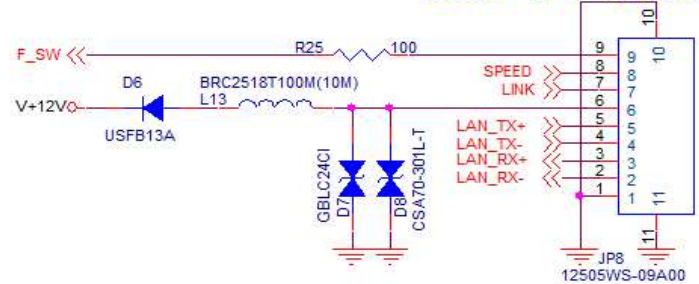 10
R25 100
F_SW
9 9 10
SPEED 8 8
D6 BRC2518T100M(10M)
LINK 7 7
V+12V L13
6 6
USFB13A
LAN_TX+ 5 5
LAN_TX- 4 4
LAN_RX+ 3 3
LAN_RX- 2 2
1 1 11
GBLC24CI
D7
D8
CSA70-301L-T
11
JP8
12505WS-09A00